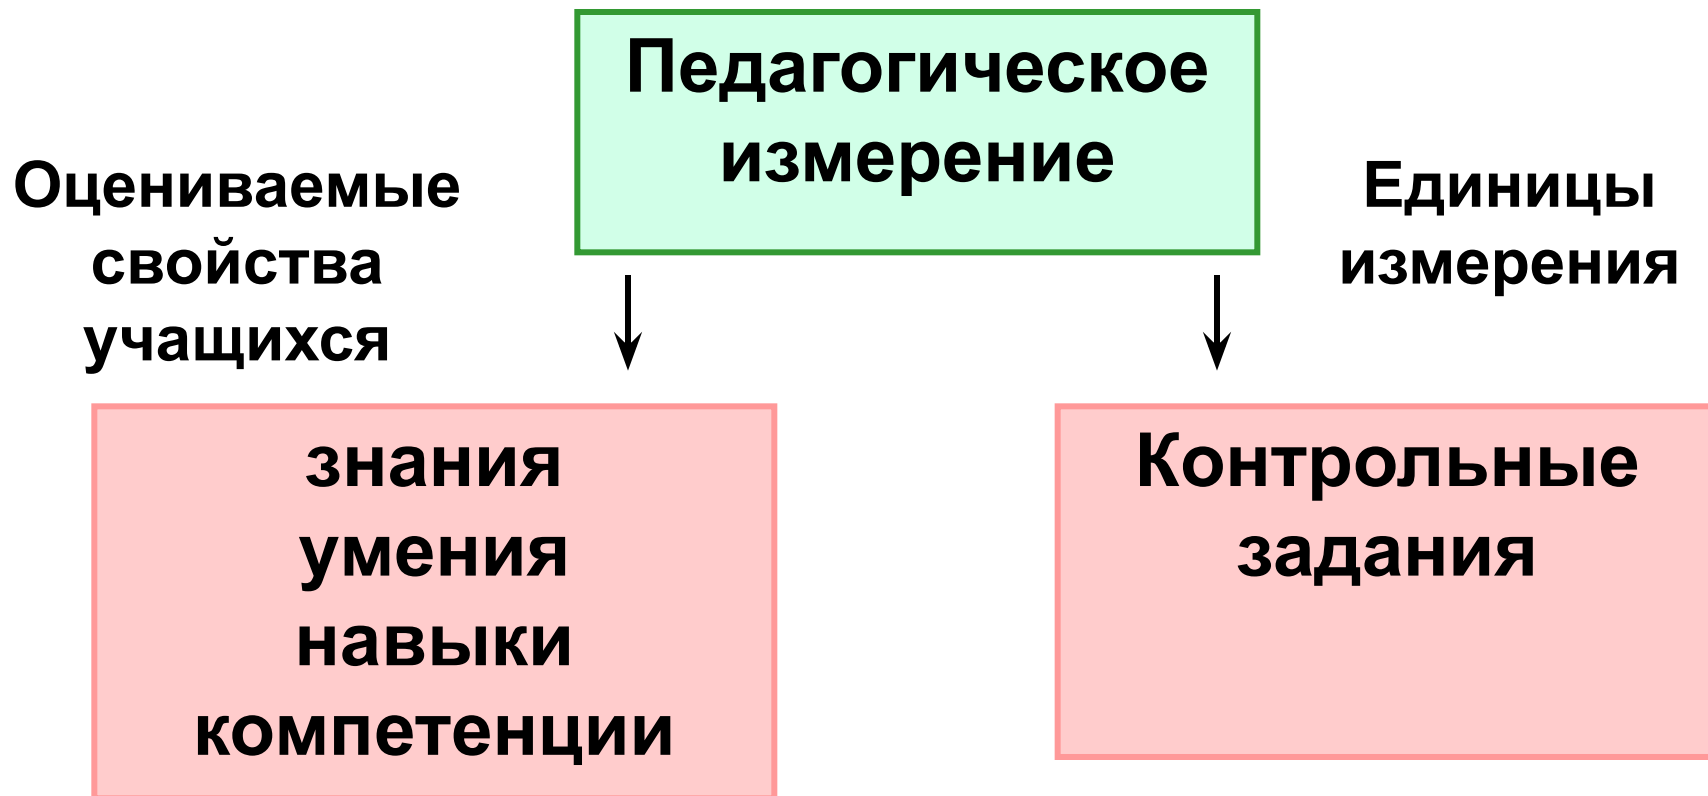 Педагогическое
измерение
Оцениваемые
свойства
учащихся
Единицы
измерения
знания
умения
навыки
компетенции
Контрольные
задания